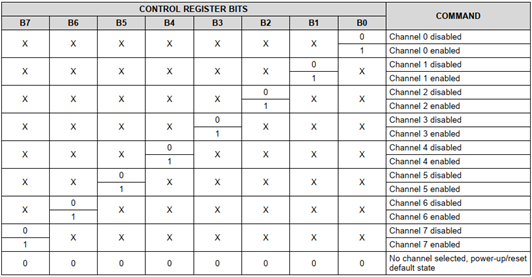 CONTROL REGISTER BITS COMMAND
B7 B6 B5 B4 B3 B2 B1 B0
X X X X X X X 0 Channel 0 disabled
1 Channel 0 enabled
X X X X X X 0 X Channel 1 disabled
1 Channel 1 enabled
X X X X X 0 X X Channel 2 disabled
1 Channel 2 enabled
X X X X 0 X X X Channel 3 disabled
1 Channel 3 enabled
X X X 0 X X X X Channel 4 disabled
1 Channel 4 enabled
X X 0 X X X X X Channel 5 disabled
1 Channel 5 enabled
X 0 X X X X X X Channel 6 disabled
1 Channel 6 enabled
0 X X X X X X X Channel 7 disabled
1 Channel 7 enabled
0 0 0 0 0 0 0 0 No channel selected, power-up/reset
default state